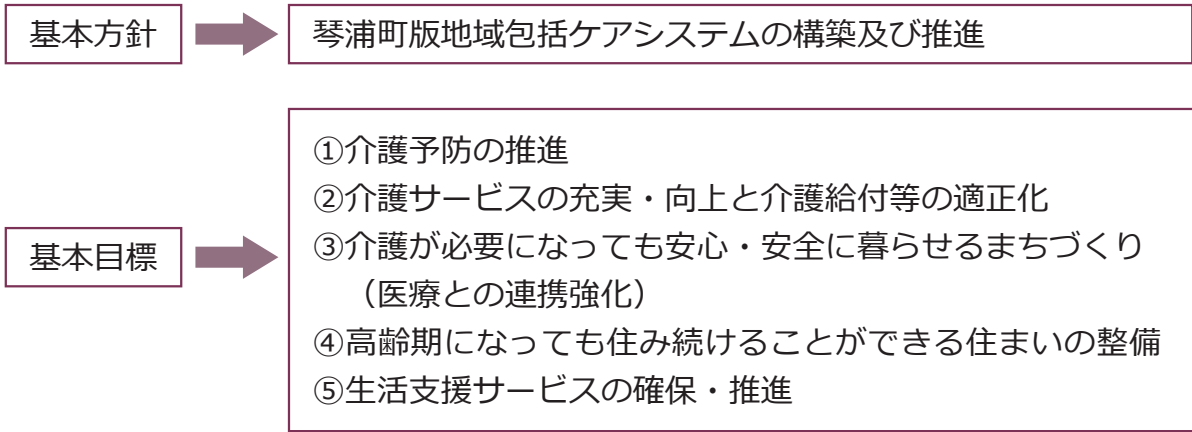 基本方針
琴浦町版地域包括ケアシステムの構築及び推進
基本目標
①介護予防の推進
②介護サービスの充実・向上と介護給付等の適正化
③介護が必要になっても安心・安全に暮らせるまちづくり
（医療との連携強化）
④高齢期になっても住み続けることができる住まいの整備
⑤生活支援サービスの確保・推進